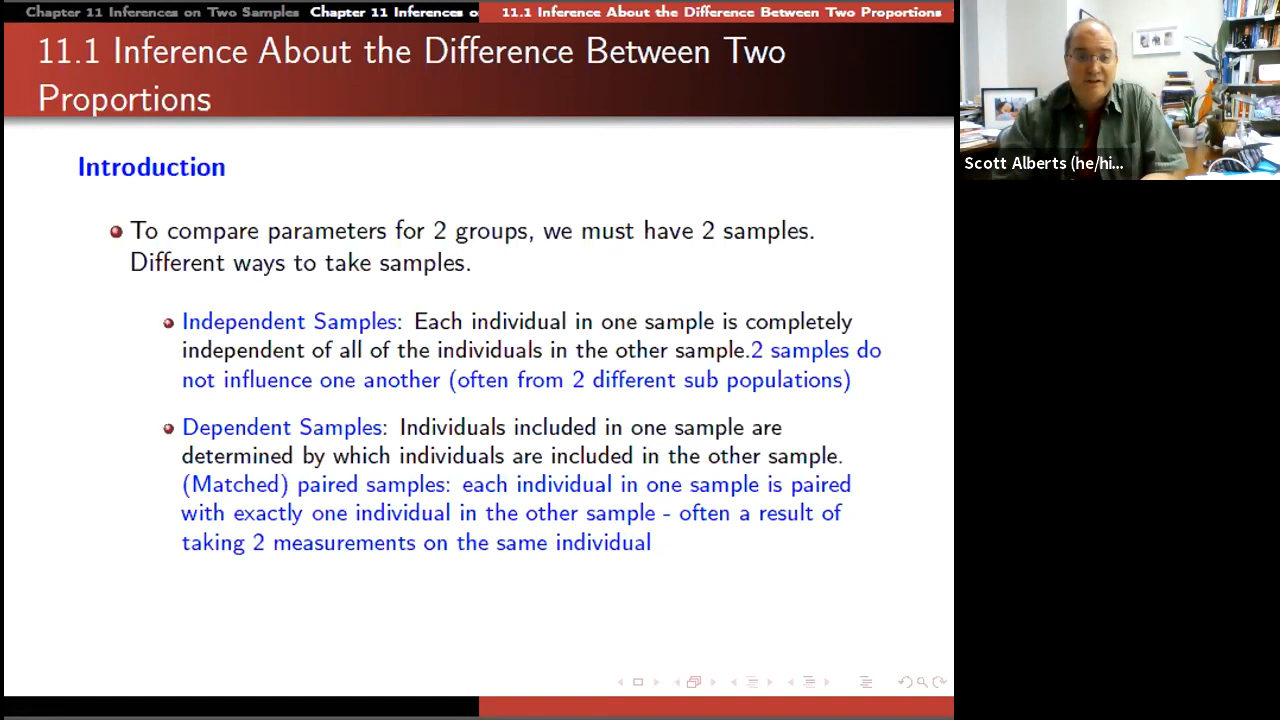 Chapter 11 Inferences on Two Samples Chapter 11 Inferences o 11.1 Inference About the Difference Between Two Proportions
11.1 Inference About the Difference Between Two
Proportions
Introduction
To compare parameters for 2 groups, we must have 2 samples.
Different ways to take samples.
Independent Samples: Each individual in one sample is completely
independent of all of the individuals in the other sample.2 samples do
not influence one another (often from 2 different sub populations)
Dependent Samples: Individuals included in one sample are
determined by which individuals are included in the other sample.
(Matched) paired samples: each individual in one sample is paired
with exactly one individual in the other sample - often a result of
taking 2 measurements on the same individual
Scott Alberts (he/hi...